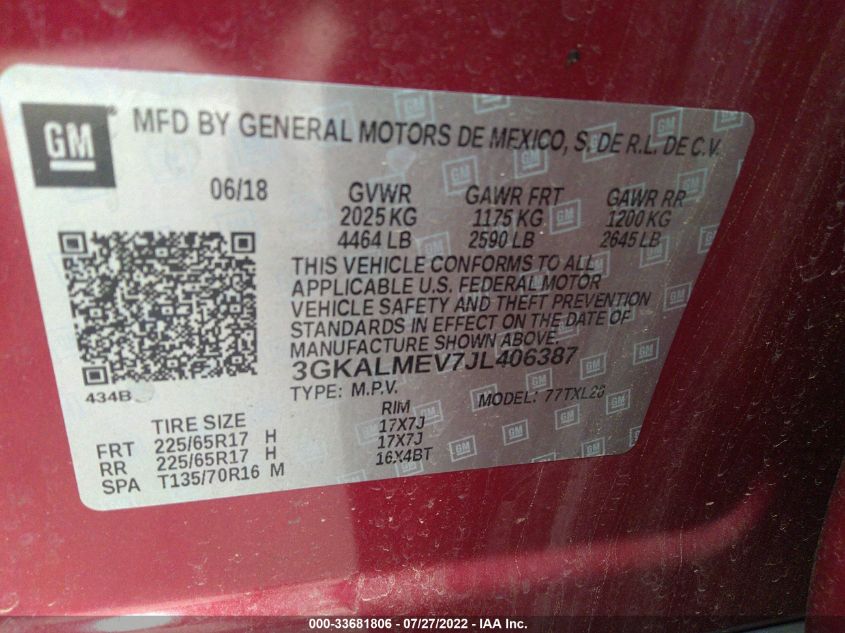 GM ® MFD BY GENERAL MOTORS DE MEXICO, S. DE R.L. DE C.V.
06/18 GVWR GAWR FRT GAWR RR
2025 KG 1175 KG 1200 KG
4464 LB 2590 LB 2645 LB
THIS VEHICLE CONFORMS TO ALL
APPLICABLE U.S. FEDERAL MOTOR
VEHICLE SAFETY AND THEFT PREVENTION
STANDARDS IN EFFECT ON THE DATE OF
MANUFACTURE SHOWN ABOVE.
3GKALMEV7JL406387
434B TYPE: M.P.V. MODEL: 77TXL26
TIRE SIZE RIM
FRT 225/65R17 H 17X7J
RR 225/65R17 H 17X7J
SPA T135/70R16 M 16X4BT
000-33681806 / 07/27/2022 - IAA Inc.